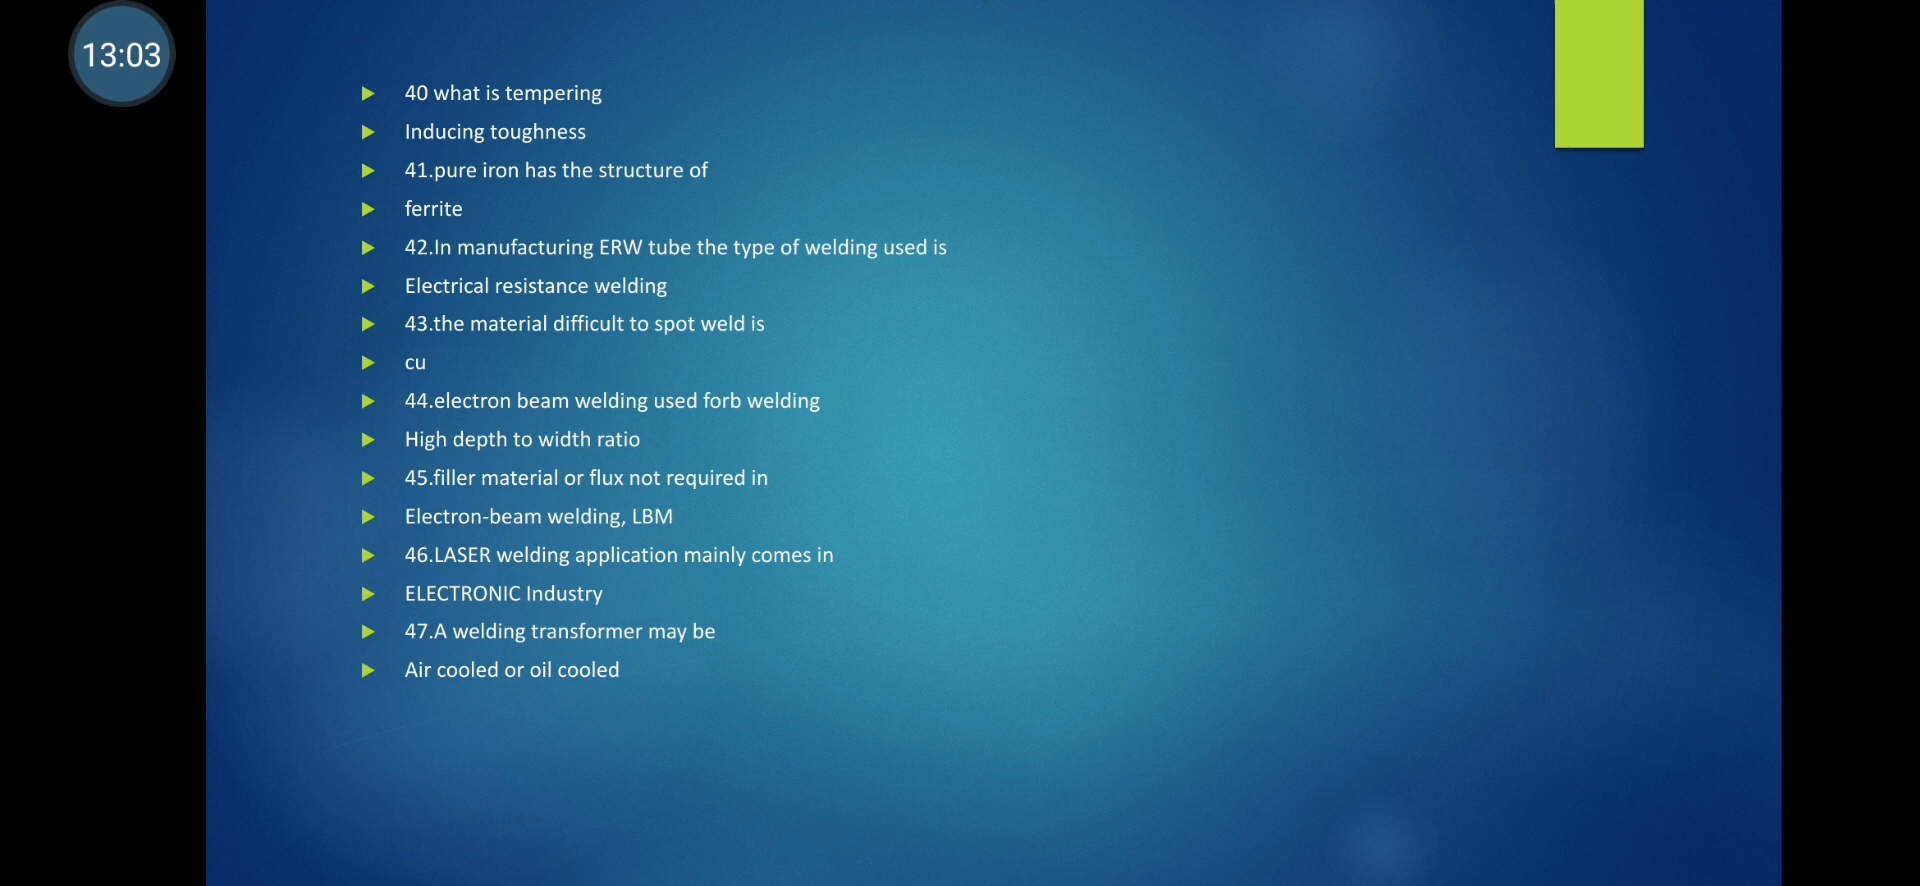 13:03
40 what is tempering
Inducing toughness
41.pure iron has the structure of
ferrite
42.In manufacturing ERW tube the type of welding used is
Electrical resistance welding
43.the material difficult to spot weld is
cu
44.electron beam welding used forb welding
High depth to width ratio
45.filler material or flux not required in
Electron-beam welding, LBM
46.LASER welding application mainly comes in
ELECTRONIC Industry
47.A welding transformer may be
Air cooled or oil cooled